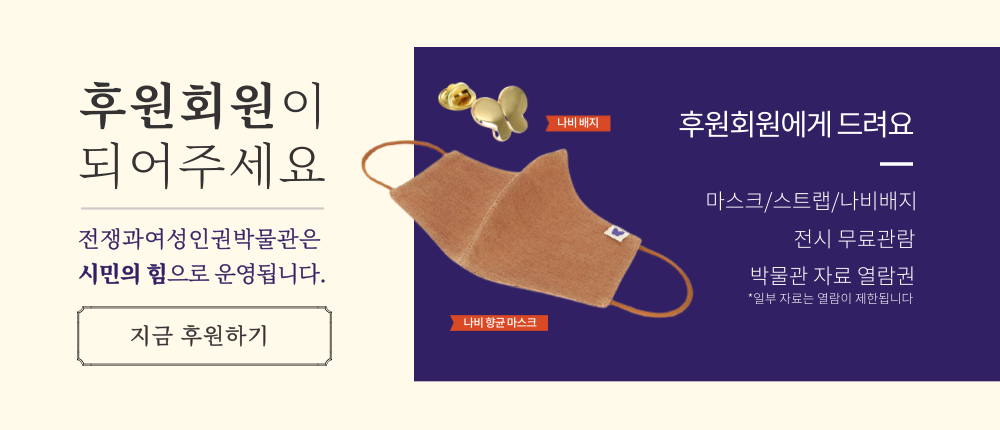 후원회원이
되어주세요
전쟁과여성인권박물관은
시민의 힘으로 운영됩니다.
지금 후원하기
나비 배지
나비 향균 마스크
후원회원에게 드려요
마스크/스트랩/나비배지
전시 무료관람
박물관 자료 열람권
*일부 자료는 열람이 제한됩니다